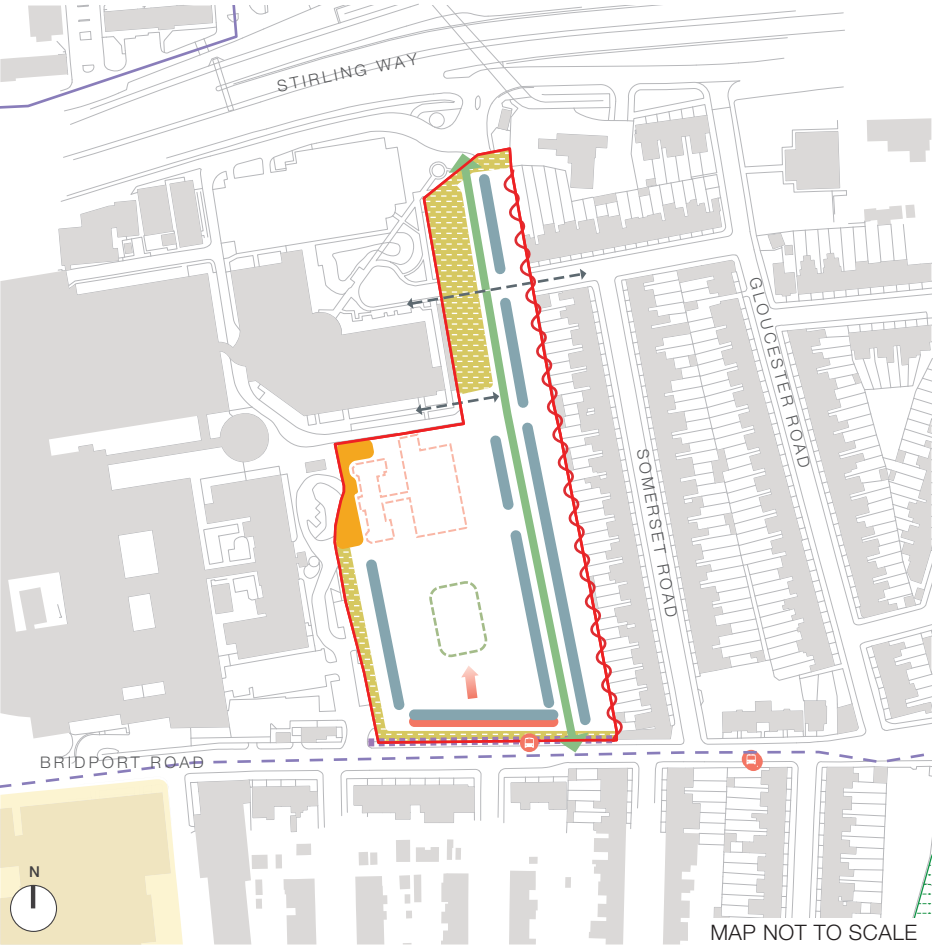 STIRLING WAY
GLOUCESTER ROAD
SOMERSET ROAD
BRIDPORT ROAD
N
MAP NOT TO SCALE